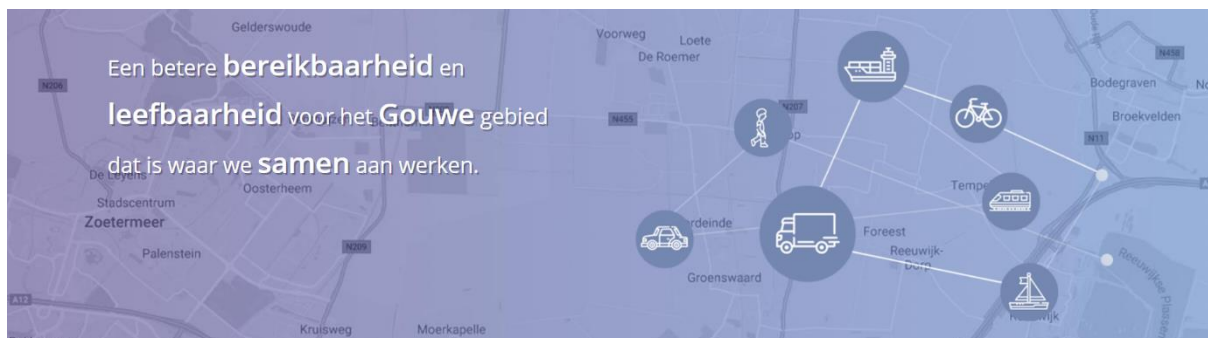 Een betere bereikbaarheid en
leefbaarheid voor het Gouwe gebied
dat is waar we samen aan werken.
Gelderswoude
Voorweg
Loete
De Roemer
N206
N455
N207
N458
Bodegraven
Broekvelden
N11
Stadscentrum
Zoetermeer
Oosterheem
Palenstein
N209
A12
Kruisweg
Moerkapelle
Groenswaard
Foreest
Reeuwijk-
Dorp